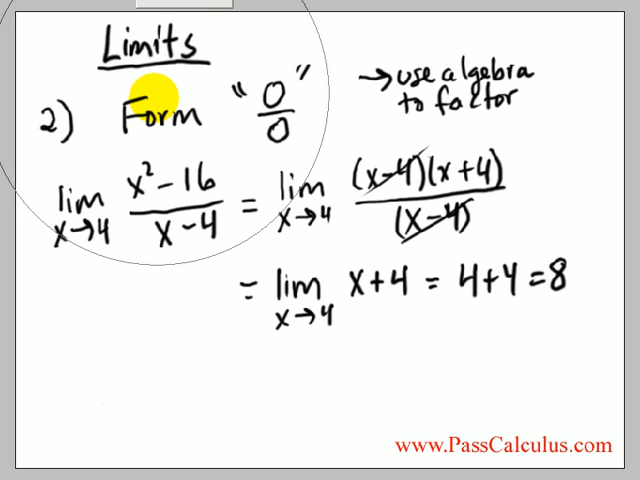 Limits
2) Form "0/0" → use algebra to factor
lim x→4 x² - 16 / x - 4 = lim x→4 (x-4)(x+4) / (x-4)
= lim x→4 x+4 = 4+4 = 8
www.PassCalculus.com